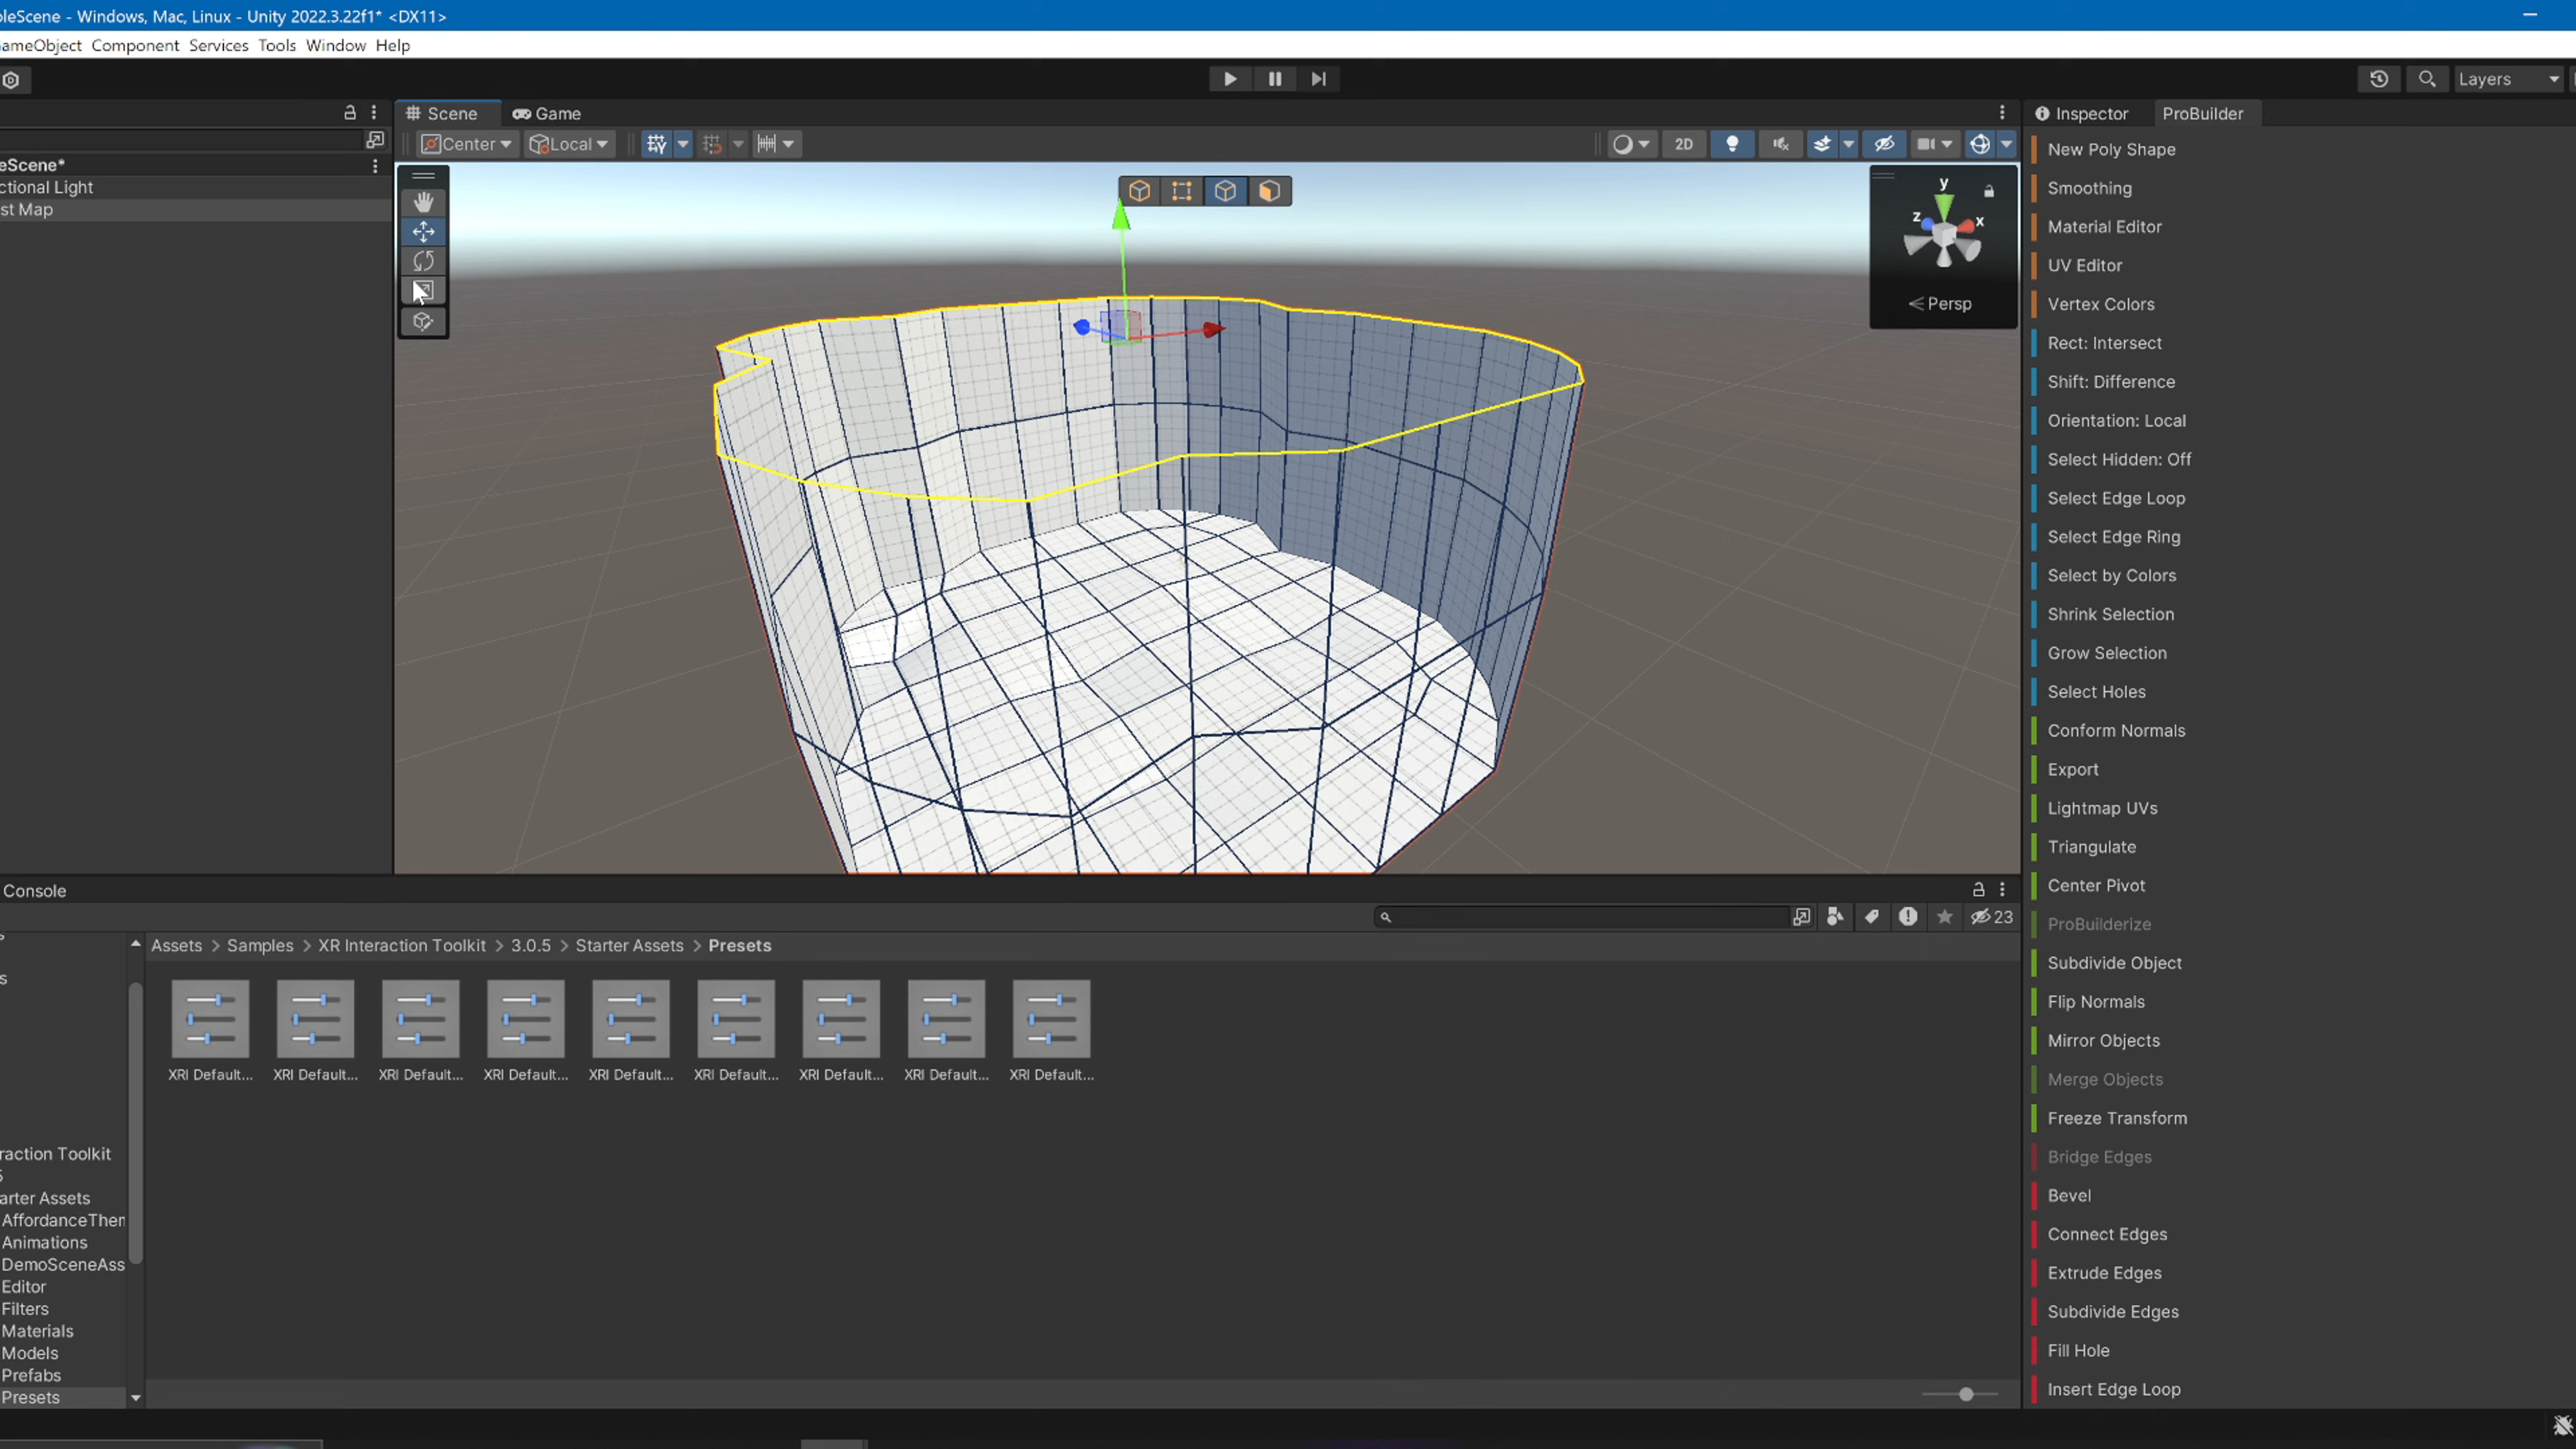 oleScene - Windows, Mac, Linux - Unity 2022.3.22f1* <DX11>
GameObject Component Services Tools Window Help
Layers
Scene Game
Inspector ProBuilder
Center Local 2D
eScene*
ctional Light
st Map
y
z x
Persp
New Poly Shape
Smoothing
Material Editor
UV Editor
Vertex Colors
Rect: Intersect
Shift: Difference
Orientation: Local
Select Hidden: Off
Select Edge Loop
Select Edge Ring
Select by Colors
Shrink Selection
Grow Selection
Select Holes
Conform Normals
Export
Lightmap UVs
Triangulate
Center Pivot
ProBuilderize
Subdivide Object
Flip Normals
Mirror Objects
Merge Objects
Freeze Transform
Bridge Edges
Bevel
Connect Edges
Extrude Edges
Subdivide Edges
Fill Hole
Insert Edge Loop
Console
23
Assets > Samples > XR Interaction Toolkit > 3.0.5 > Starter Assets > Presets
XRI Default... XRI Default... XRI Default... XRI Default... XRI Default... XRI Default... XRI Default... XRI Default... XRI Default...
s
raction Toolkit
5
arter Assets
AffordanceThem
Animations
DemoSceneAss
Editor
Filters
Materials
Models
Prefabs
Presets